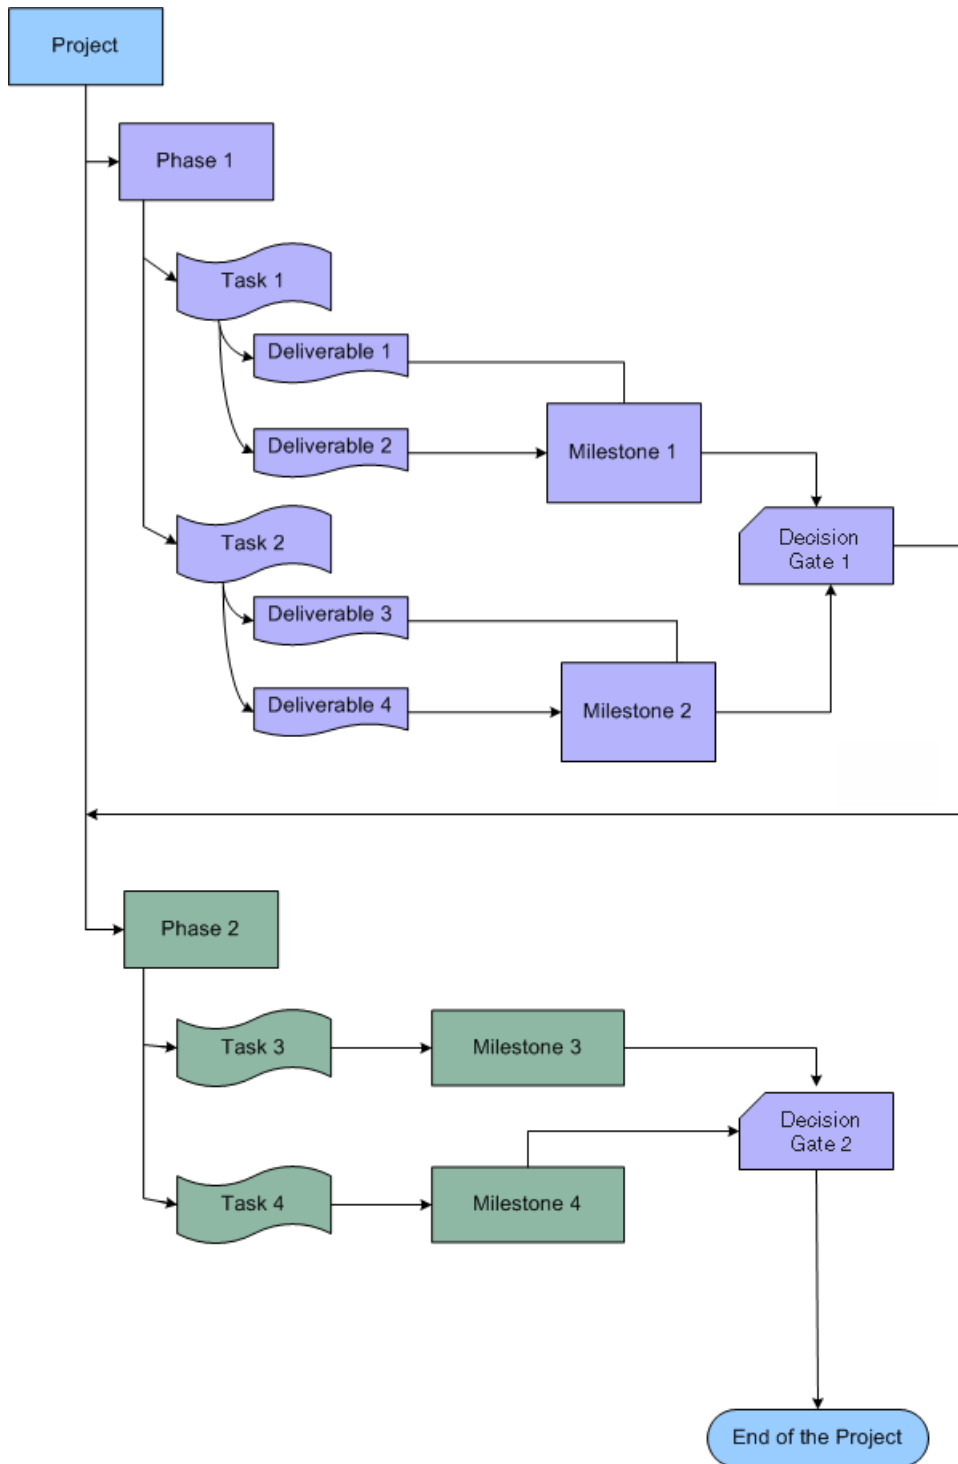 Project
Phase 1
Task 1
Deliverable 1
Deliverable 2
Milestone 1
Decision
Gate 1
Task 2
Deliverable 3
Deliverable 4
Milestone 2
Phase 2
Task 3
Milestone 3
Decision
Gate 2
Task 4
Milestone 4
End of the Project